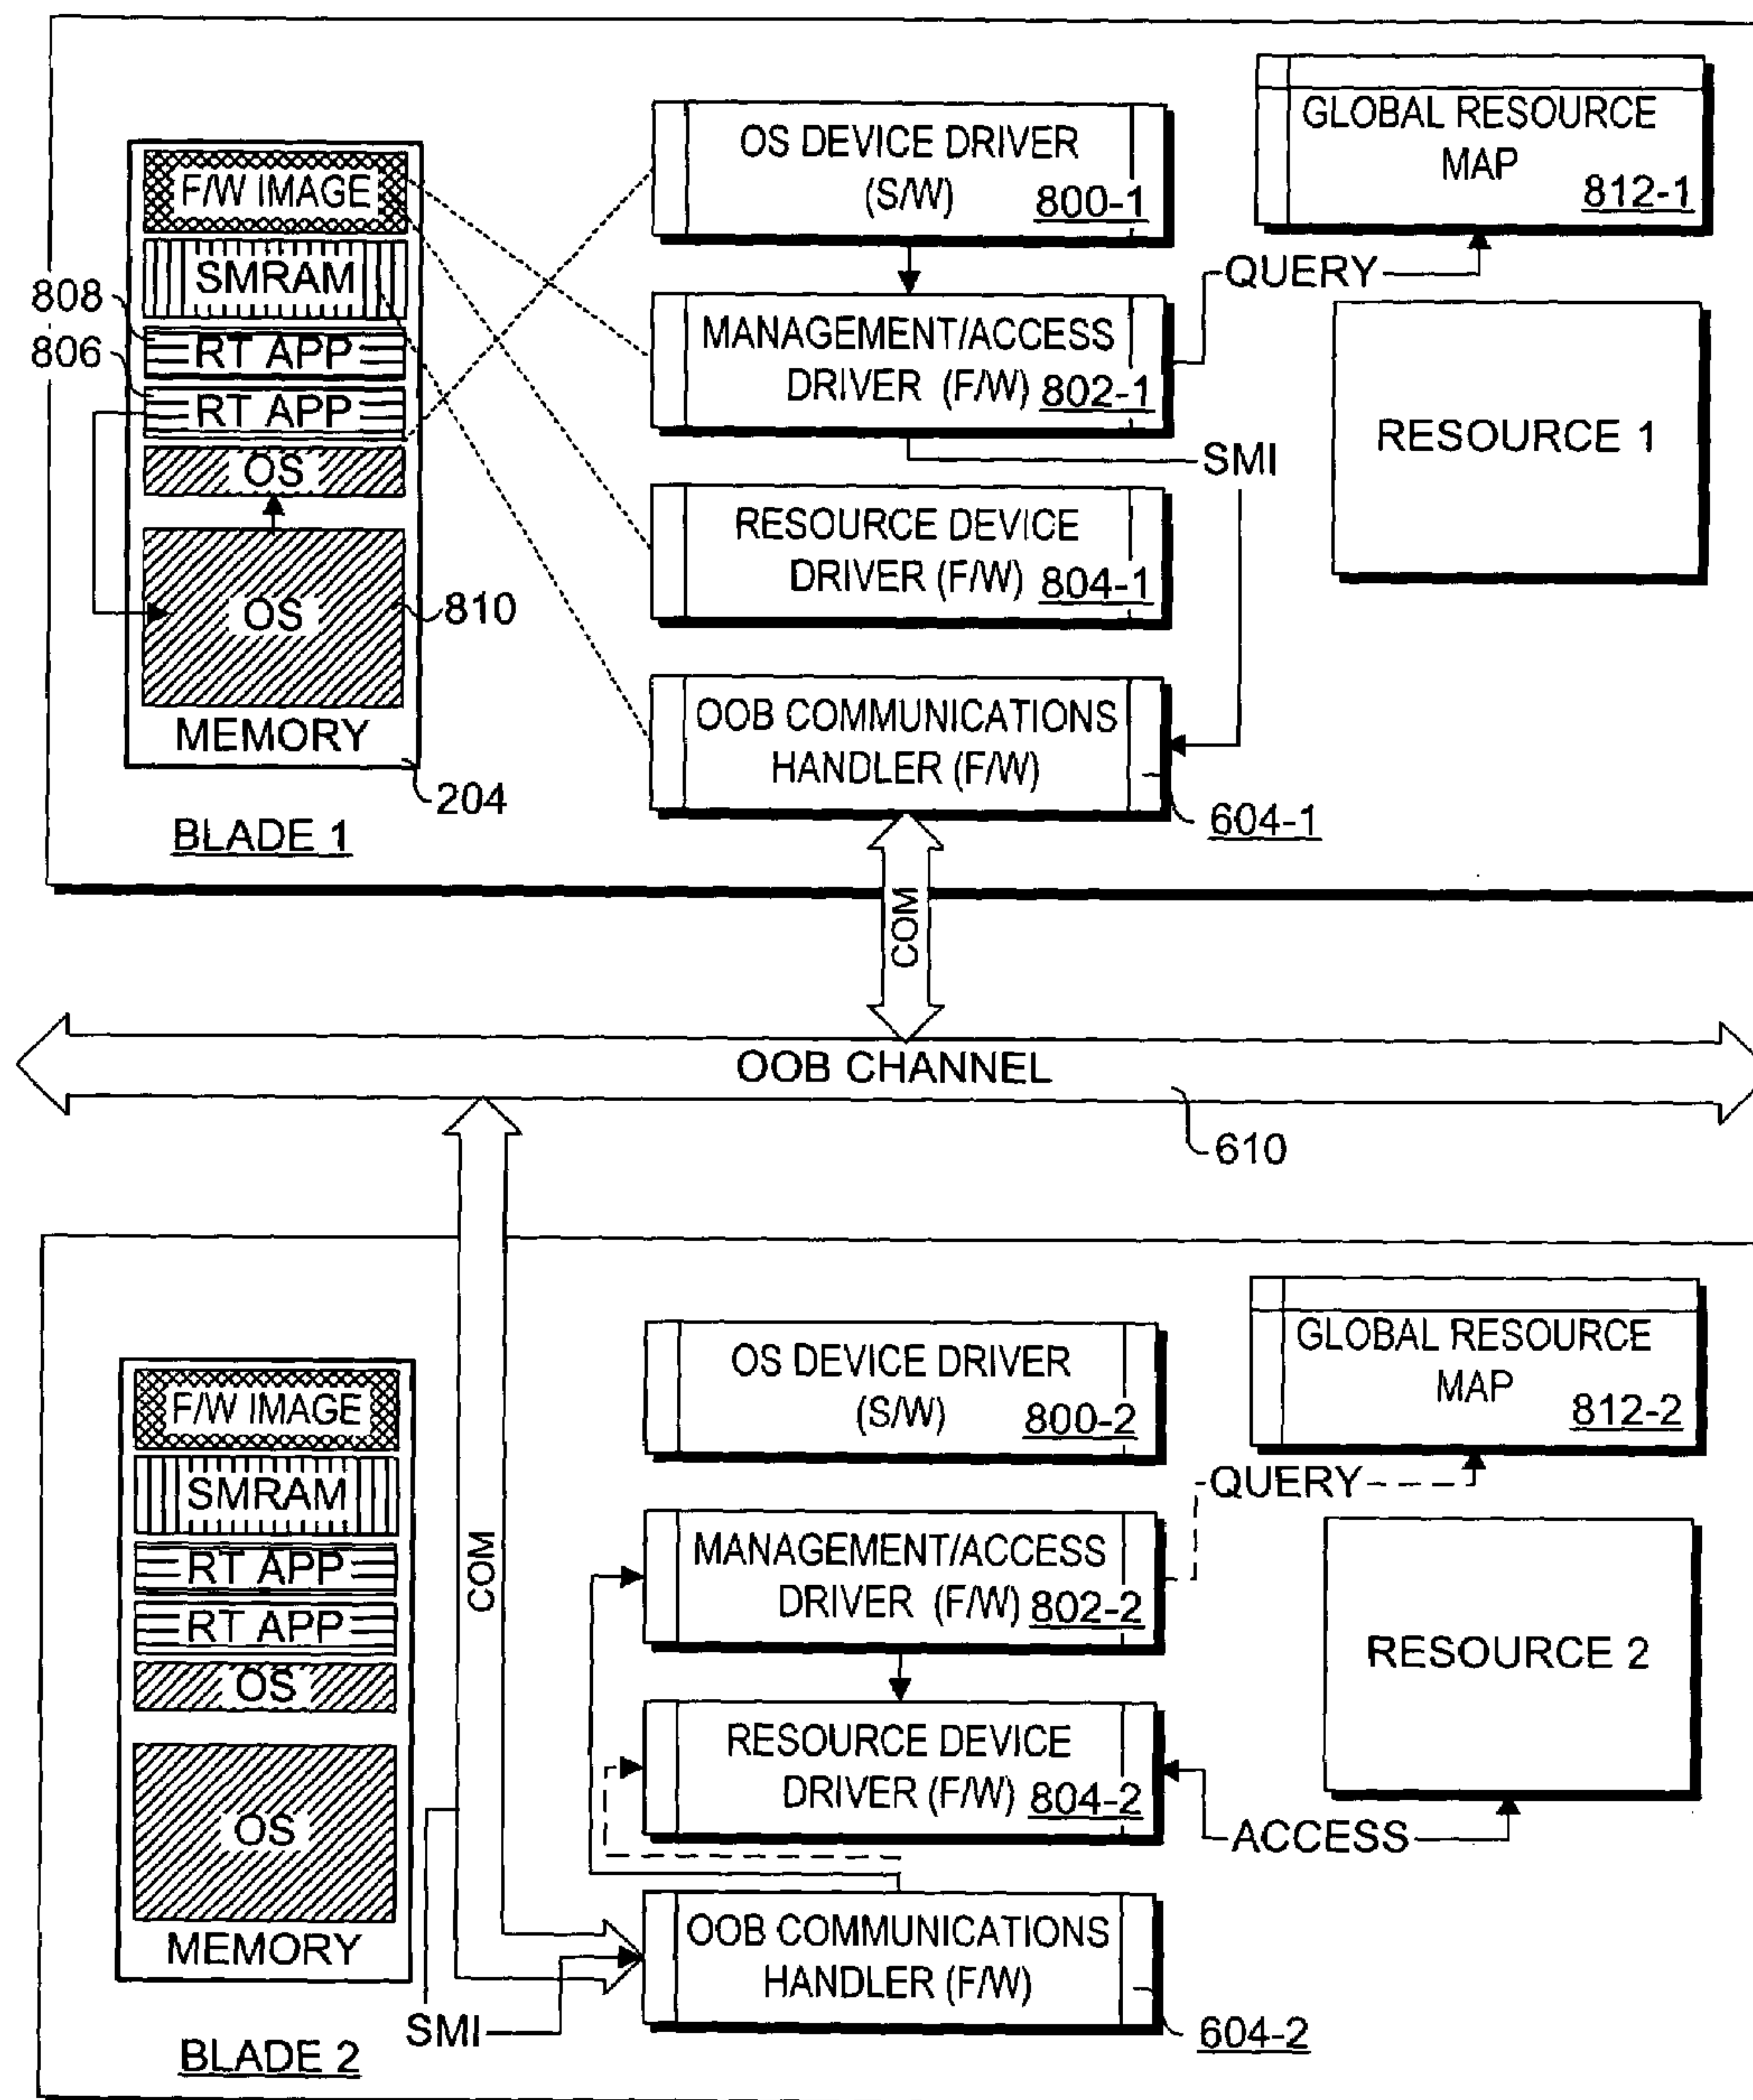 OS DEVICE DRIVER
(S/W) 800-1
GLOBAL RESOURCE
MAP
812-1
F/W IMAGE
SMRAM
808
RT APP
806
RT APP
OS
OS
810
MEMORY
204
BLADE 1
QUERY
MANAGEMENT/ACCESS
DRIVER (F/W) 802-1
SMI
RESOURCE 1
RESOURCE DEVICE
DRIVER (F/W) 804-1
OOB COMMUNICATIONS
HANDLER (F/W)
604-1
COM
OOB CHANNEL
610
OS DEVICE DRIVER
(S/W) 800-2
GLOBAL RESOURCE
MAP
812-2
F/W IMAGE
SMRAM
RT APP
RT APP
OS
OS
MEMORY
COM
QUERY
MANAGEMENT/ACCESS
DRIVER (F/W) 802-2
RESOURCE 2
RESOURCE DEVICE
DRIVER (F/W) 804-2
ACCESS
OOB COMMUNICATIONS
HANDLER (F/W)
SMI
604-2
BLADE 2